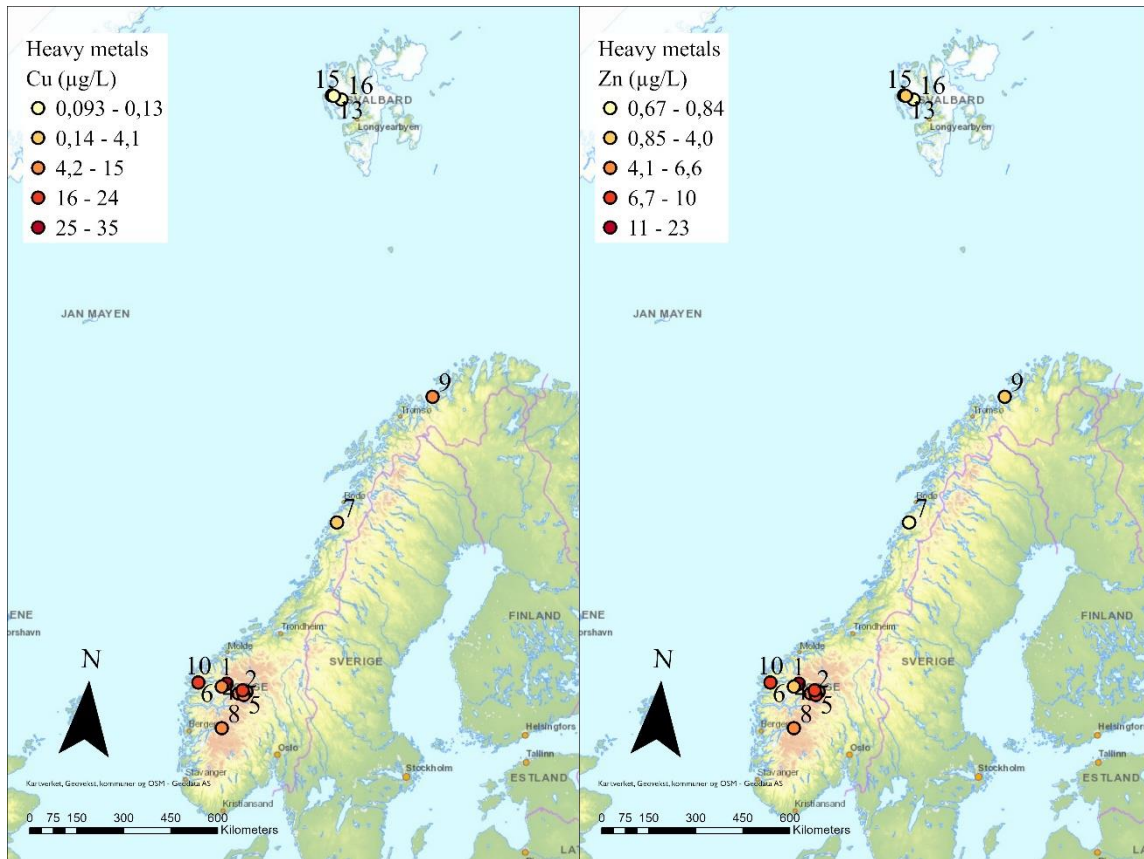 Heavy metals
Cu (µg/L)
0,093 - 0,13
0,14 - 4,1
4,2 - 15
16 - 24
25 - 35
15
16
SVALBARD
13
Longyearbyen
JAN MAYEN
9
Tromsø
Bodø
7
FINLAND
ENE
orshavn
Trondheim
Molde
SVERIGE
N
10
1
2
6
5
8
Bergen
Oslo
Helsingfors
Tallinn
Stavanger
Stockholm
ESTLAND
Kartverket, Geovekst, kommuner og OSM - Geodata AS
Kristiansand
0 75 150 300 450 600
Kilometers
LAT
Heavy metals
Zn (µg/L)
0,67 - 0,84
0,85 - 4,0
4,1 - 6,6
6,7 - 10
11 - 23
15
16
SVALBARD
13
Longyearbyen
JAN MAYEN
9
Tromsø
Bodø
7
FINLAND
ENE
orshavn
Trondheim
Molde
SVERIGE
N
10
1
2
6
5
8
Bergen
Oslo
Helsingfors
Tallinn
Stavanger
Stockholm
ESTLAND
Kartverket, Geovekst, kommuner og OSM - Geodata AS
Kristiansand
0 75 150 300 450 600
Kilometers
LAT